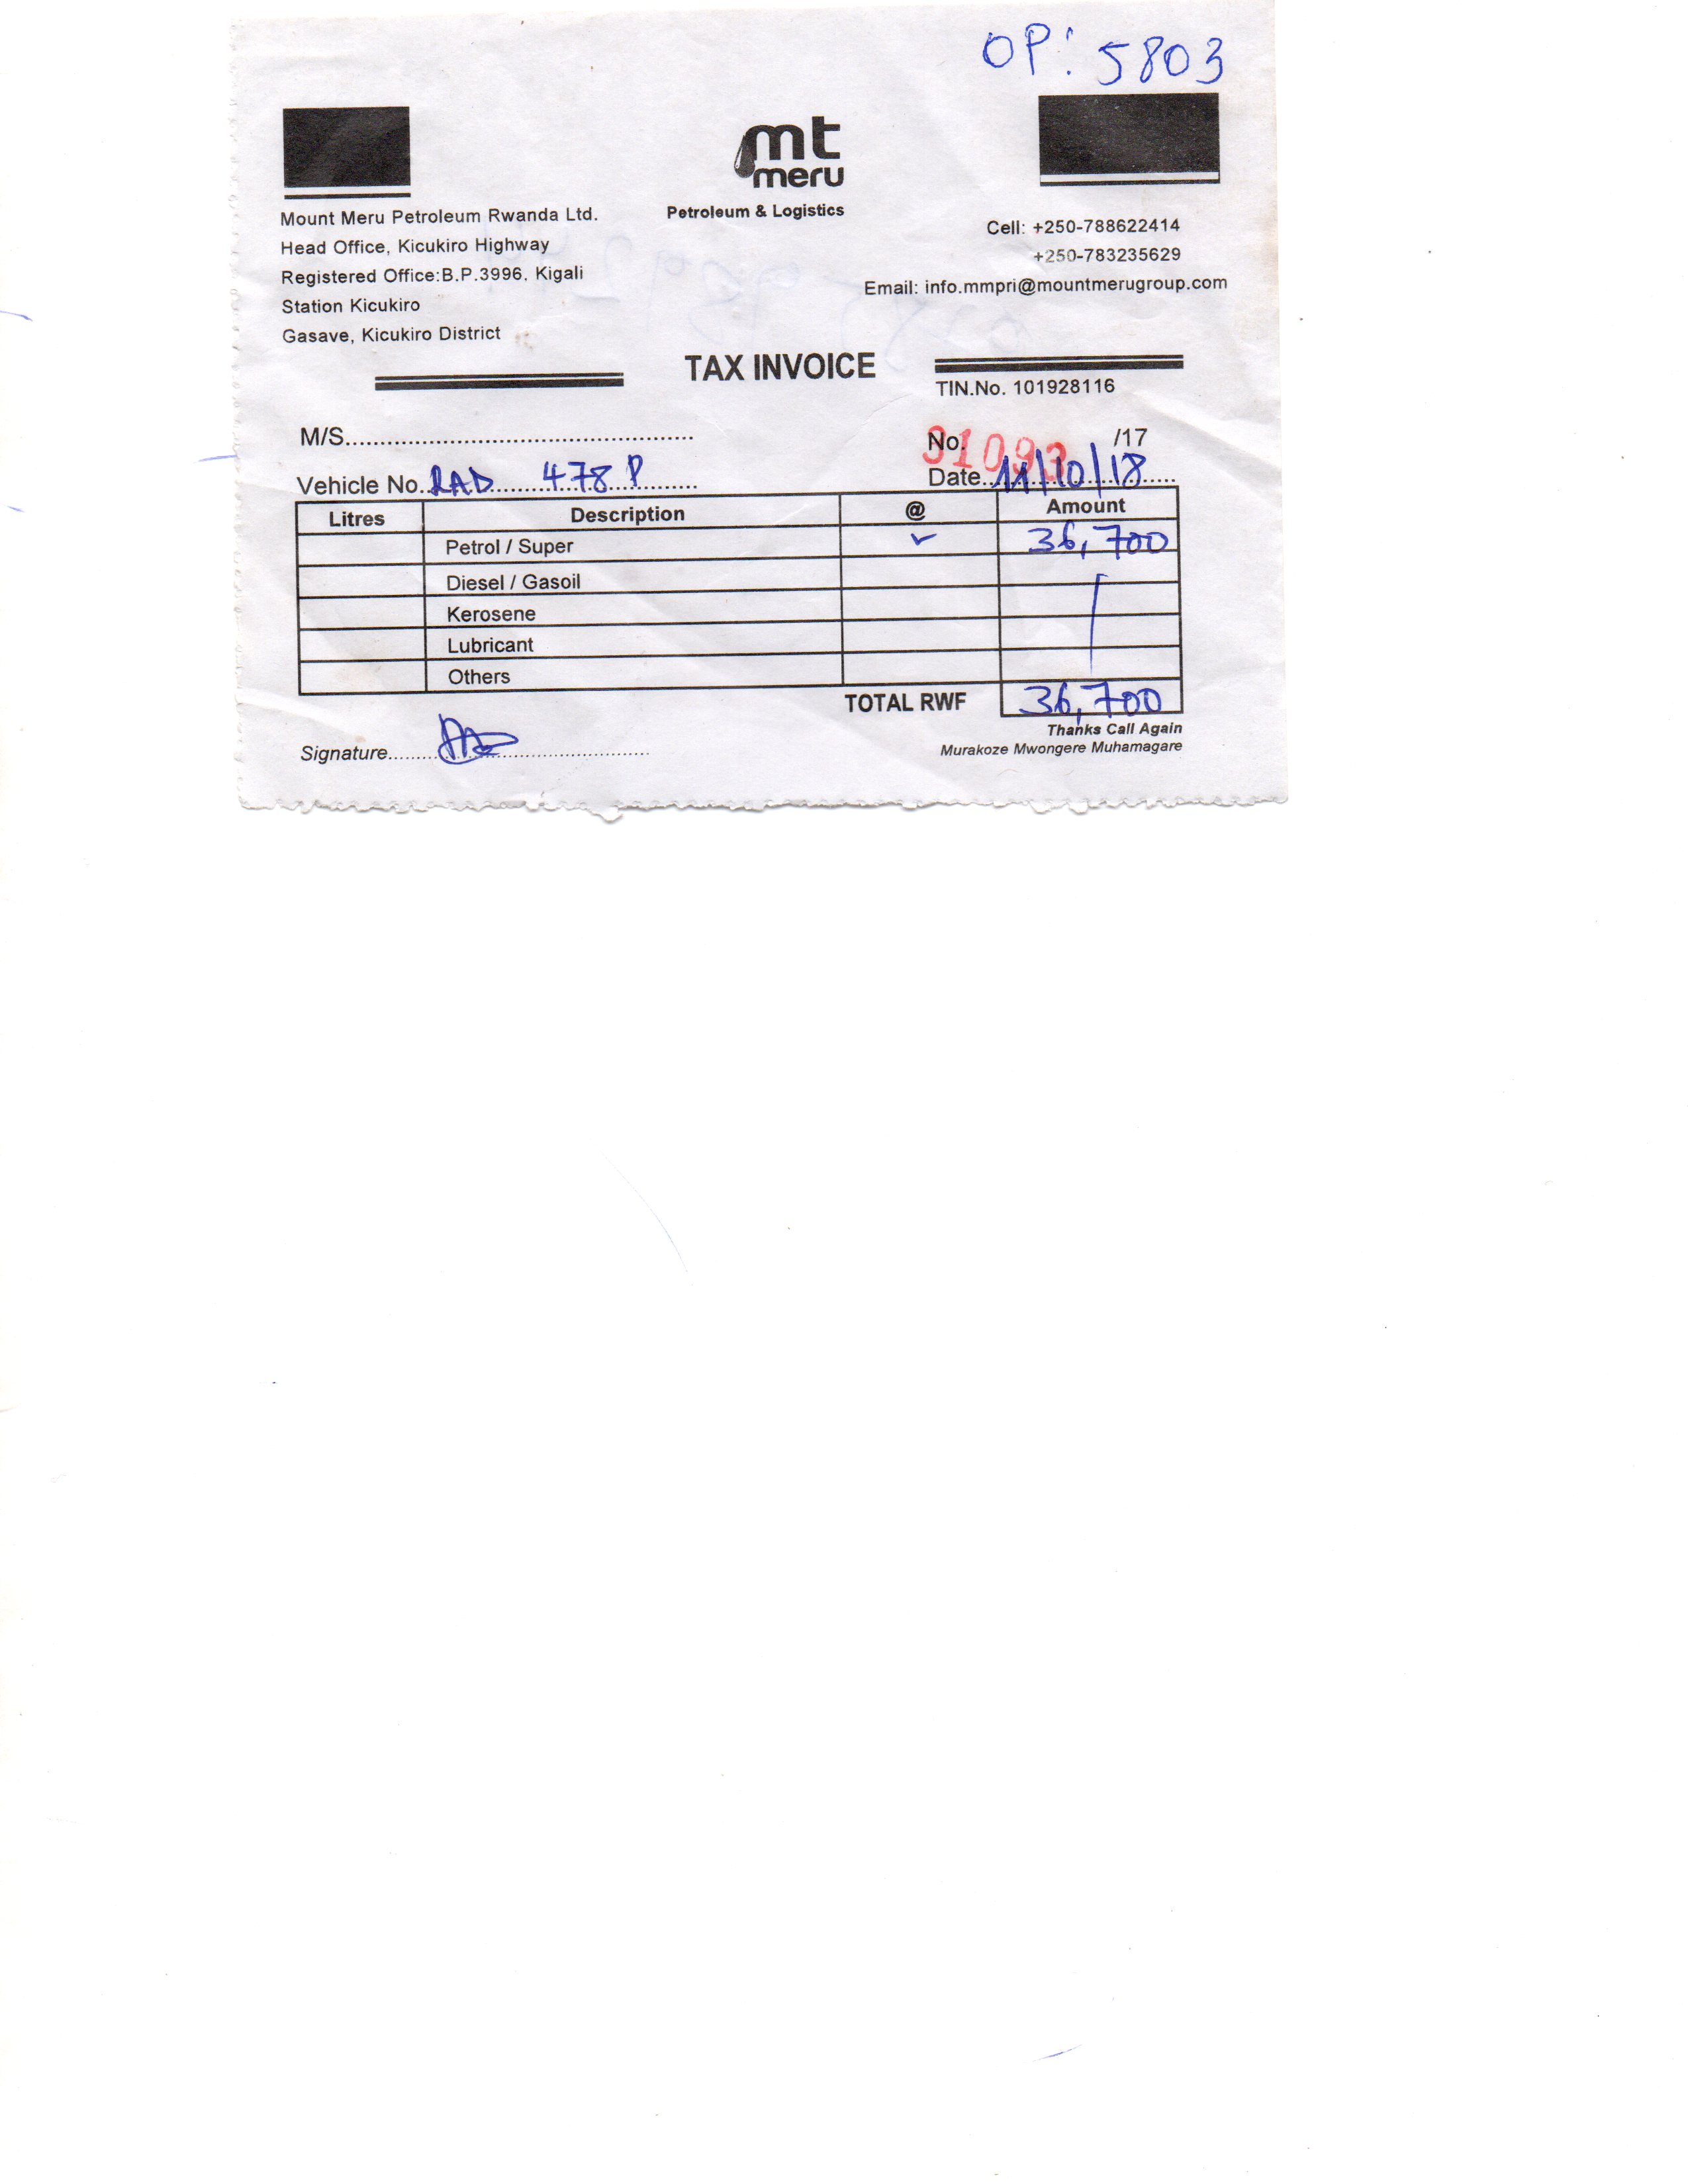 OP: 5803
mt
meru
Petroleum & Logistics
Mount Meru Petroleum Rwanda Ltd.
Head Office, Kicukiro Highway
Registered Office:B.P.3996. Kigali
Station Kicukiro
Gasave, Kicukiro District
Cell: +250-788622414
+250-783235629
Email: info.mmpri@mountmerugroup.com
TAX INVOICE
TIN.No. 101928116
M/S.................................................
No. 31093 /17
Vehicle No. RAD 478 P
Date 11/10/18
Litres Description @ Amount
Petrol / Super 36,700
Diesel / Gasoil
Kerosene
Lubricant
Others
TOTAL RWF 36,700
Thanks Call Again
Murakoze Mwongere Muhamagare
Signature